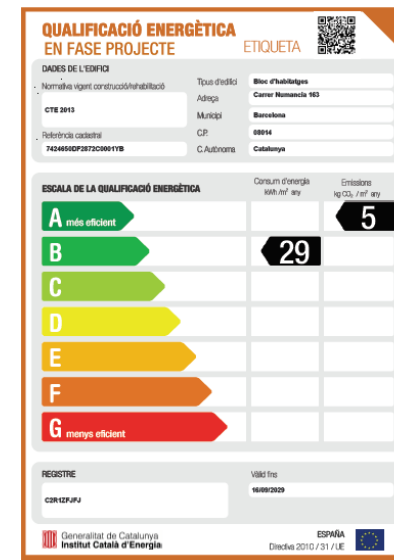 QUALIFICACIÓ ENERGÈTICA
EN FASE PROJECTE
ETIQUETA
DADES DE L'EDIFICI
Normativa vigent construcció/rehabilitació
CTE 2013
Referència cadastral
7424650DF2872C0001YB
Tipus d'edifici Bloc d'habitatges
Adreça Carrer Numancia 163
Municipi Barcelona
C.P. 08014
C.Autònoma Catalunya
ESCALA DE LA QUALIFICACIÓ ENERGÈTICA
Consum d'energia
kWh /m² any
Emissions
kg CO₂ / m² any
A més eficient
5
B
29
C
D
E
F
G menys eficient
REGISTRE
C2R1ZFJFJ
Vàlid fins
16/09/2029
Generalitat de Catalunya
Institut Català d'Energia
ESPAÑA
Directiva 2010 / 31 / UE